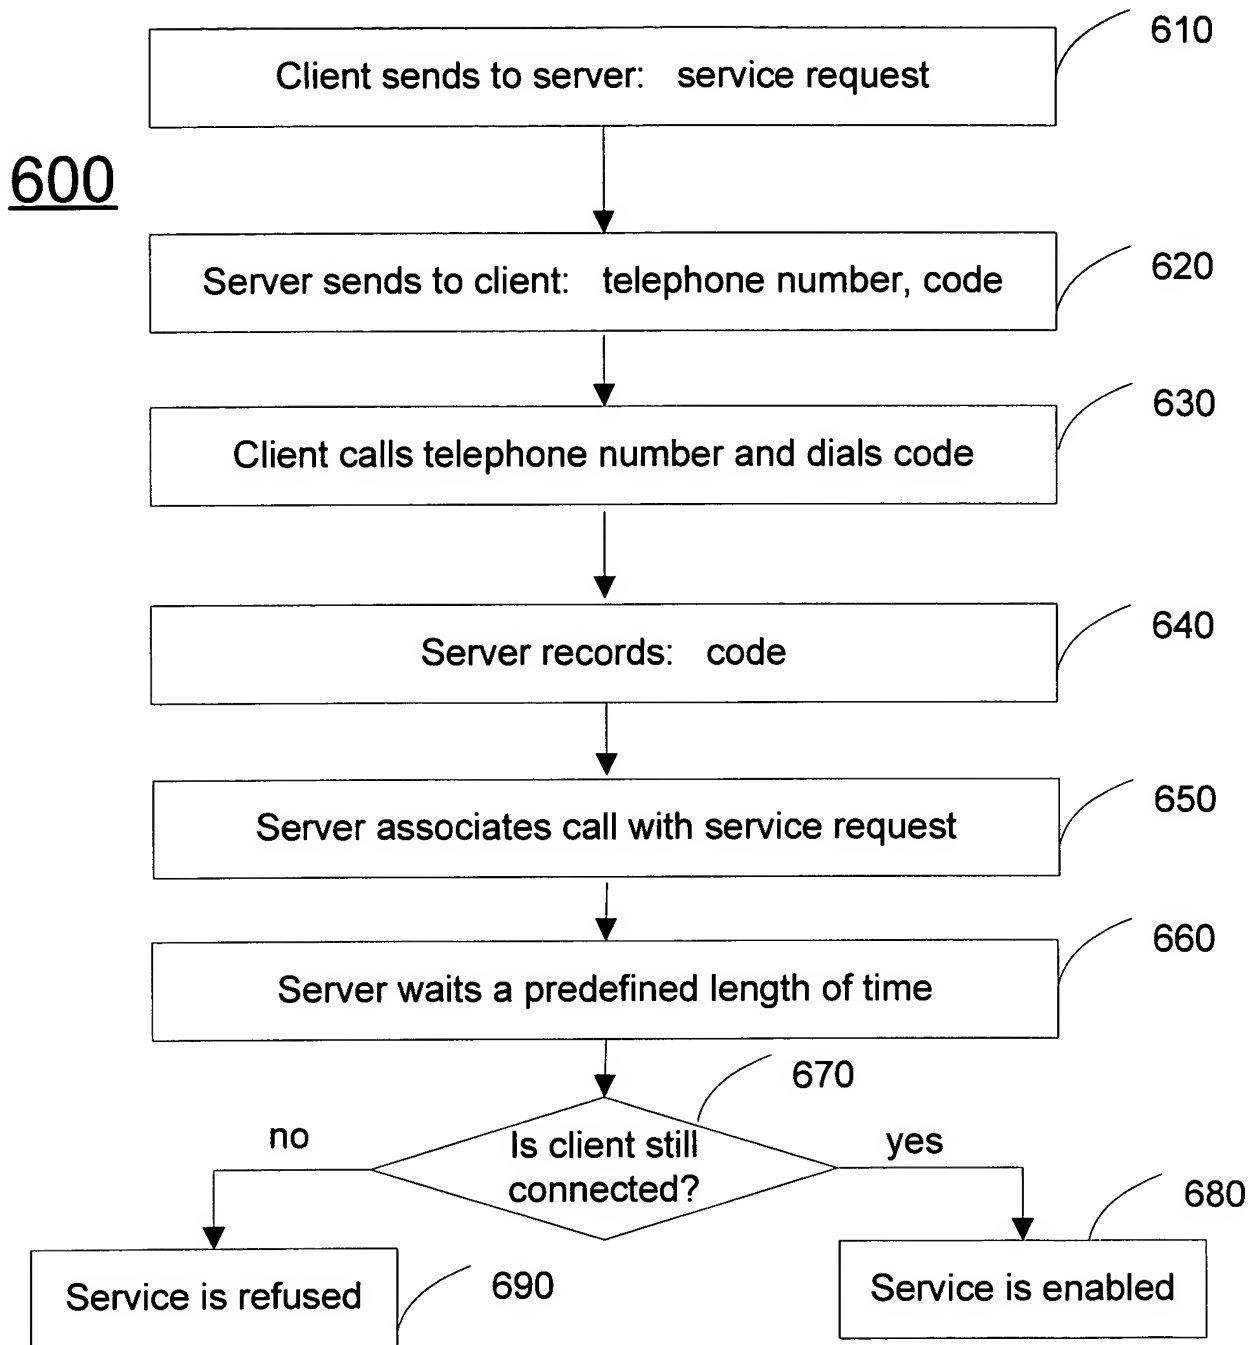 610
Client sends to server: service request
600
Server sends to client: telephone number, code
620
630
Client calls telephone number and dials code
640
Server records: code
650
Server associates call with service request
660
Server waits a predefined length of time
670
no
Is client still
connected?
yes
680
Service is refused
690
Service is enabled